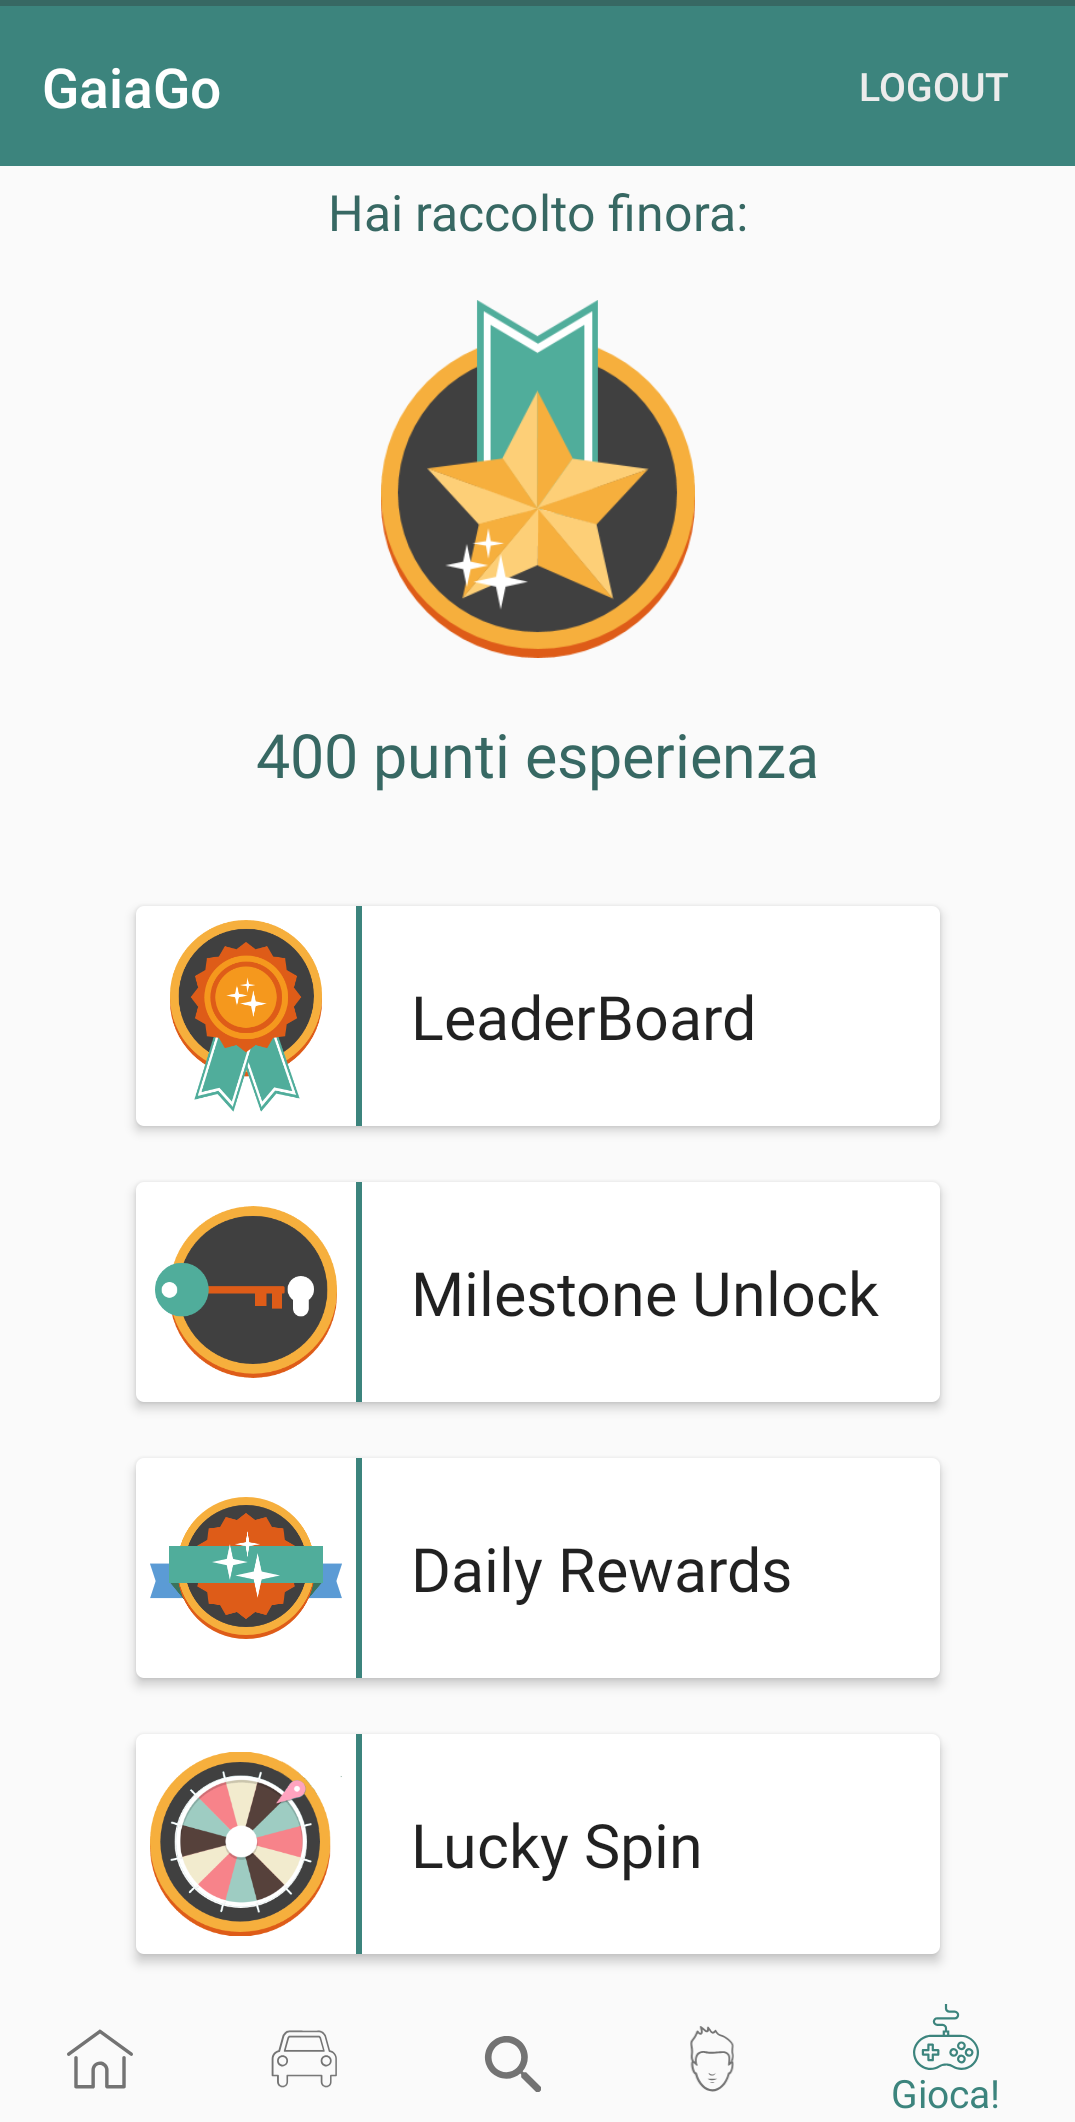 GaiaGo
LOGOUT
Hai raccolto finora:
400 punti esperienza
LeaderBoard
Milestone Unlock
Daily Rewards
Lucky Spin
Gioca!